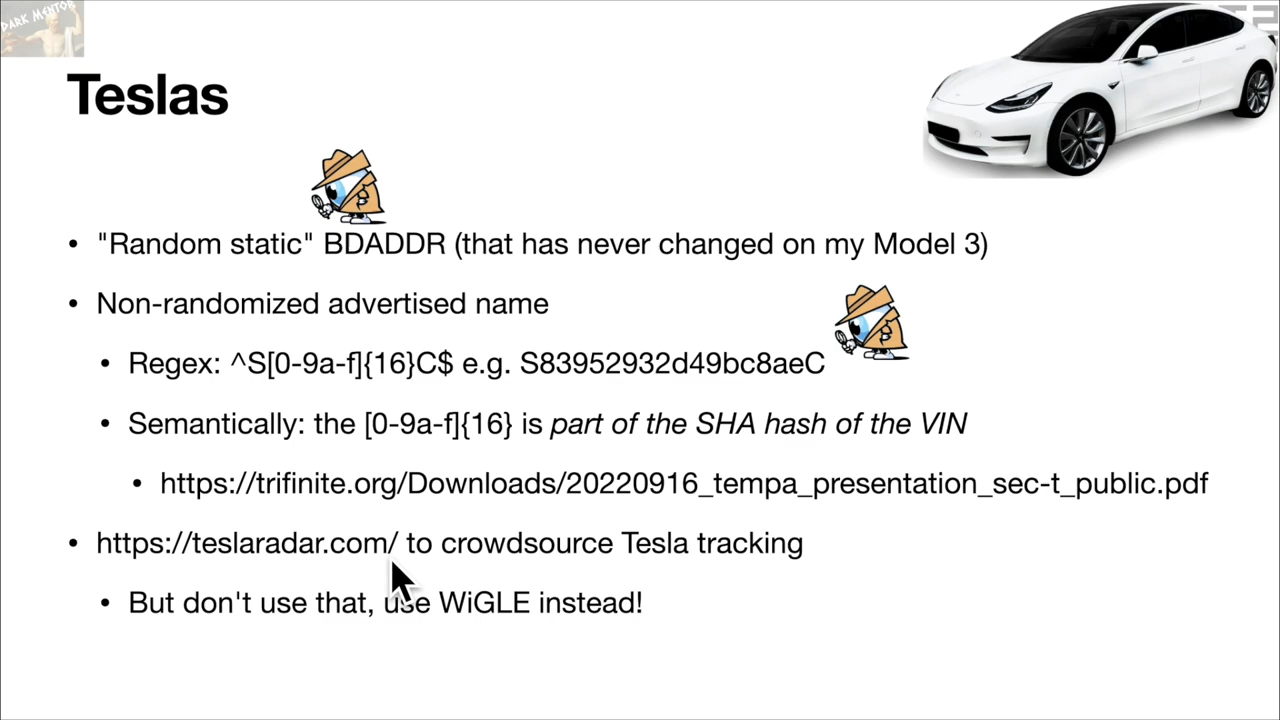 DARK MENTOR
Teslas
• "Random static" BDADDR (that has never changed on my Model 3)
• Non-randomized advertised name
• Regex: ^S[0-9a-f]{16}C$ e.g. S83952932d49bc8aeC
• Semantically: the [0-9a-f]{16} is part of the SHA hash of the VIN
• https://trifinite.org/Downloads/20220916_tempa_presentation_sec-t_public.pdf
• https://teslaradar.com/ to crowdsource Tesla tracking
• But don't use that, use WiGLE instead!